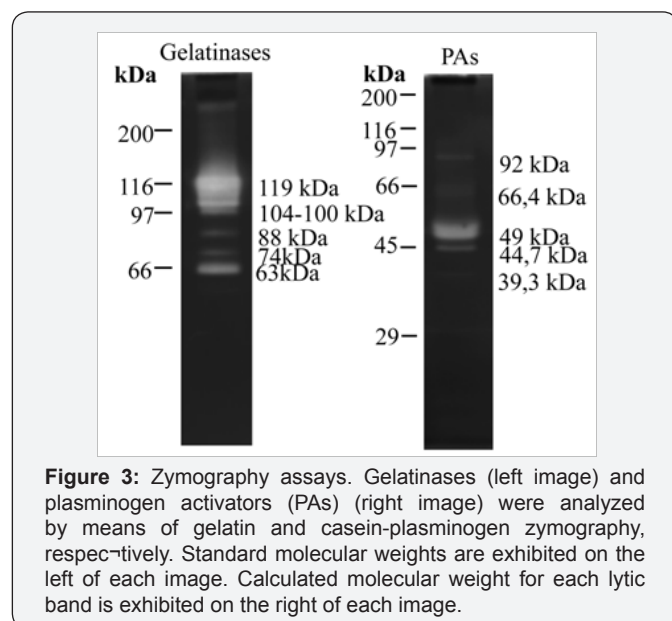 Gelatinases
kDa
200
116
97
66
119 kDa
104-100 kDa
88 kDa
74kDa
63kDa
PAs
kDa
200
116
97
66
45
29
92 kDa
66,4 kDa
49 kDa
44,7 kDa
39,3 kDa
Figure 3: Zymography assays. Gelatinases (left image) and
plasminogen activators (PAs) (right image) were analyzed
by means of gelatin and casein-plasminogen zymography,
respec¬tively. Standard molecular weights are exhibited on the
left of each image. Calculated molecular weight for each lytic
band is exhibited on the right of each image.